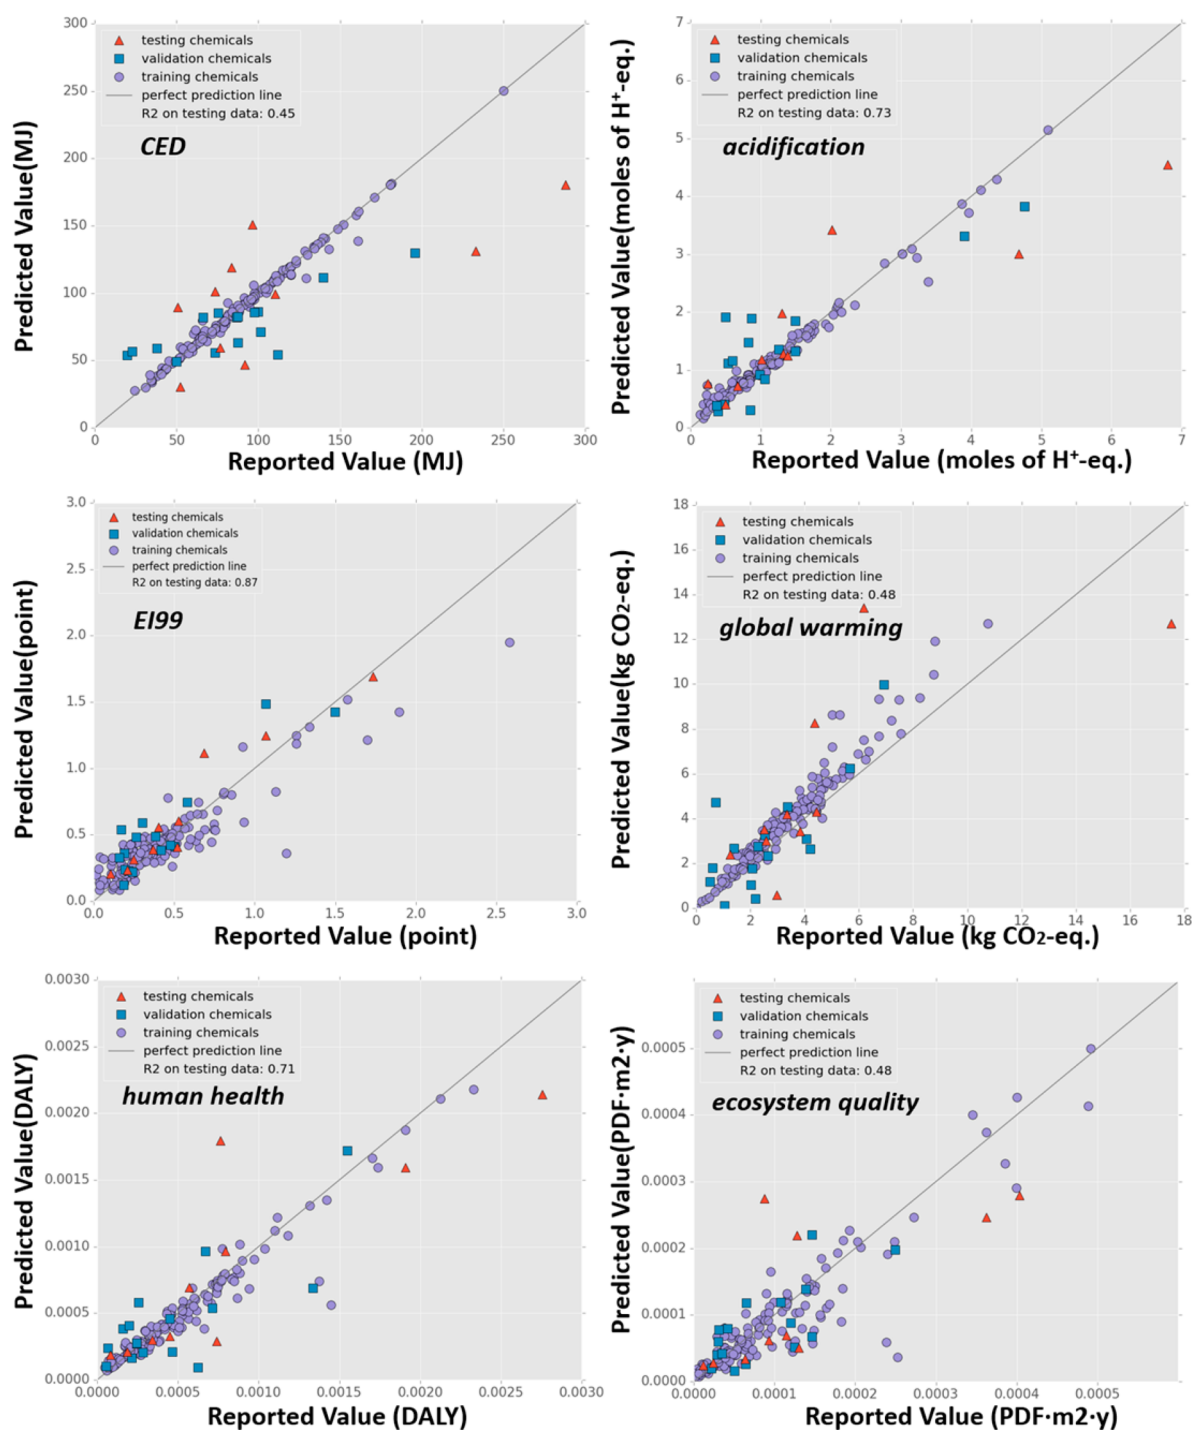 300
250
200
150
100
50
0
0 50 100 150 200 250 300
Predicted Value(MJ)
Reported Value (MJ)
testing chemicals
validation chemicals
training chemicals
perfect prediction line
R2 on testing data: 0.45
CED
7
6
5
4
3
2
1
0
0 1 2 3 4 5 6 7
Predicted Value(moles of H⁺-eq.)
Reported Value (moles of H⁺-eq.)
testing chemicals
validation chemicals
training chemicals
perfect prediction line
R2 on testing data: 0.73
acidification
3.0
2.5
2.0
1.5
1.0
0.5
0.0
0.0 0.5 1.0 1.5 2.0 2.5 3.0
Predicted Value(point)
Reported Value (point)
testing chemicals
validation chemicals
training chemicals
perfect prediction line
R2 on testing data: 0.87
EI99
18
16
14
12
10
8
6
4
2
0
0 2 4 6 8 10 12 14 16 18
Predicted Value(kg CO₂-eq.)
Reported Value (kg CO₂-eq.)
testing chemicals
validation chemicals
training chemicals
perfect prediction line
R2 on testing data: 0.48
global warming
0.0030
0.0025
0.0020
0.0015
0.0010
0.0005
0.0000
0.0000 0.0005 0.0010 0.0015 0.0020 0.0025 0.0030
Predicted Value(DALY)
Reported Value (DALY)
testing chemicals
validation chemicals
training chemicals
perfect prediction line
R2 on testing data: 0.71
human health
0.0005
0.0004
0.0003
0.0002
0.0001
0.0000
0.0000 0.0001 0.0002 0.0003 0.0004 0.0005
Predicted Value(PDF·m2·y)
Reported Value (PDF·m2·y)
testing chemicals
validation chemicals
training chemicals
perfect prediction line
R2 on testing data: 0.48
ecosystem quality